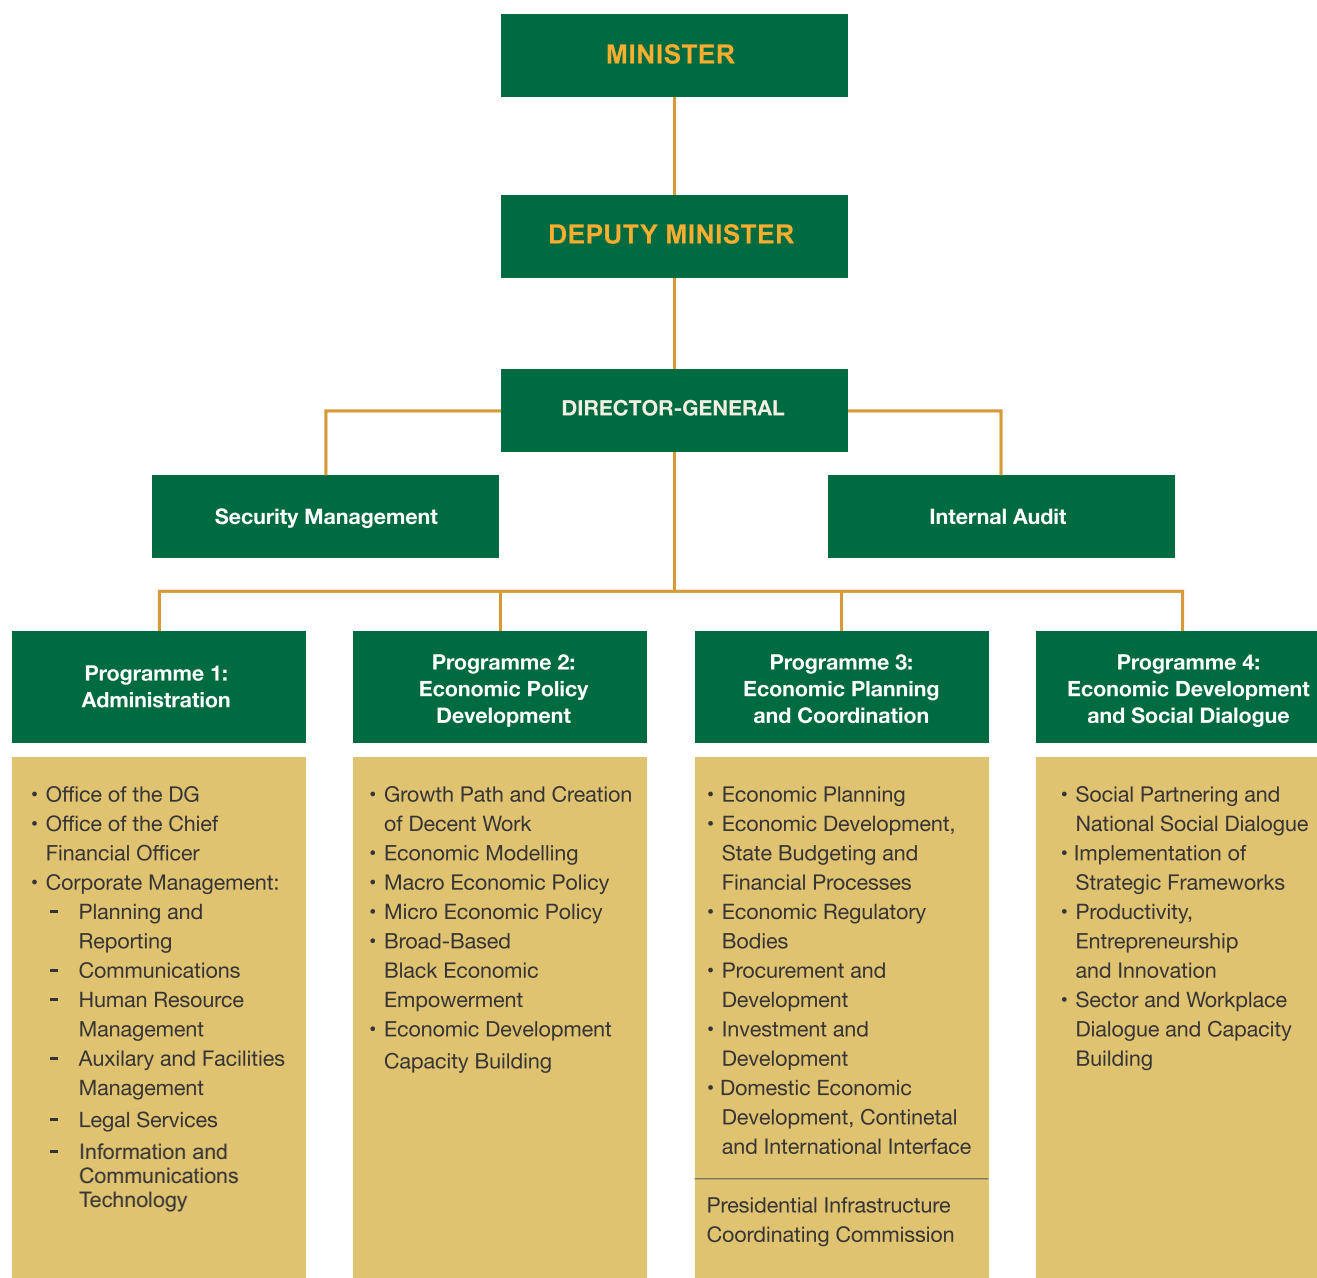 MINISTER
DEPUTY MINISTER
DIRECTOR-GENERAL
Security Management
Internal Audit
Programme 1:
Administration
Programme 2:
Economic Policy
Development
Programme 3:
Economic Planning
and Coordination
Programme 4:
Economic Development
and Social Dialogue
• Office of the DG
• Office of the Chief
Financial Officer
• Corporate Management:
- Planning and
Reporting
- Communications
- Human Resource
Management
- Auxilary and Facilities
Management
- Legal Services
- Information and
Communications
Technology
• Growth Path and Creation
of Decent Work
• Economic Modelling
• Macro Economic Policy
• Micro Economic Policy
• Broad-Based
Black Economic
Empowerment
• Economic Development
Capacity Building
• Economic Planning
• Economic Development,
State Budgeting and
Financial Processes
• Economic Regulatory
Bodies
• Procurement and
Development
• Investment and
Development
• Domestic Economic
Development, Continetal
and International Interface
Presidential Infrastructure
Coordinating Commission
• Social Partnering and
National Social Dialogue
• Implementation of
Strategic Frameworks
• Productivity,
Entrepreneurship
and Innovation
• Sector and Workplace
Dialogue and Capacity
Building